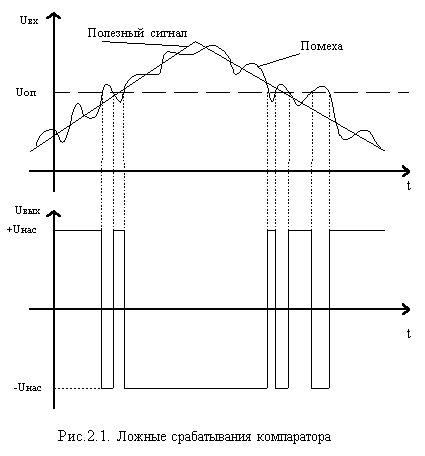 Uвх
Полезный сигнал
Помеха
Uоп
t
Uвых
+Uнас
t
-Uнас
Рис.2.1. Ложные срабатывания компаратора